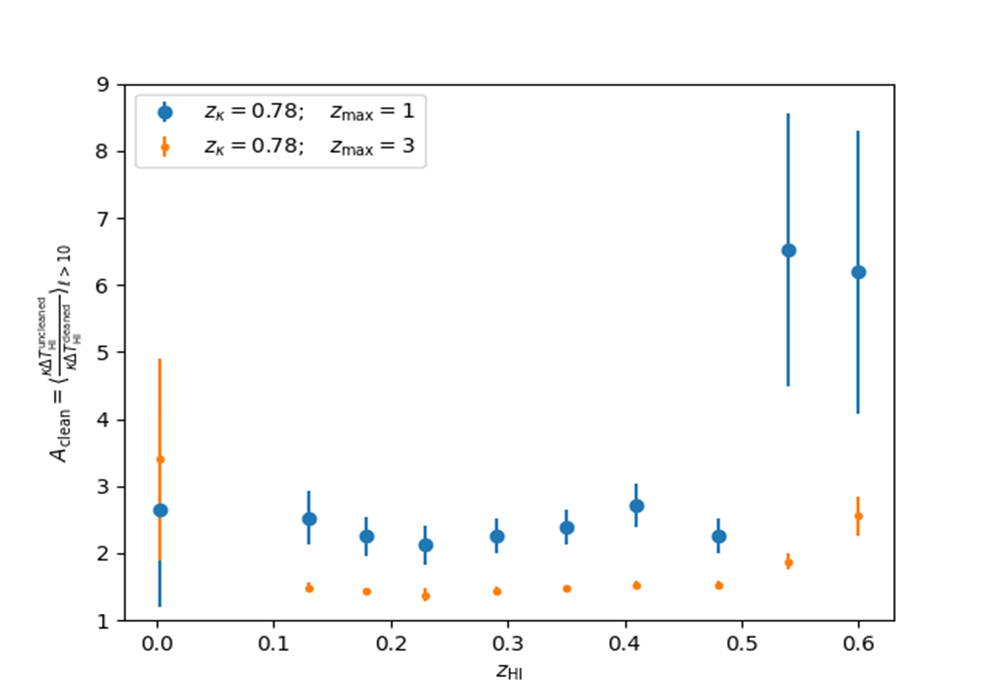 z_κ = 0.78; z_max = 1
z_κ = 0.78; z_max = 3
9
8
7
6
5
4
3
2
1
A_clean = ⟨κΔT_HI^uncleaned / κΔT_HI^cleaned⟩_ℓ > 10
0.0 0.1 0.2 0.3 0.4 0.5 0.6
z_HI